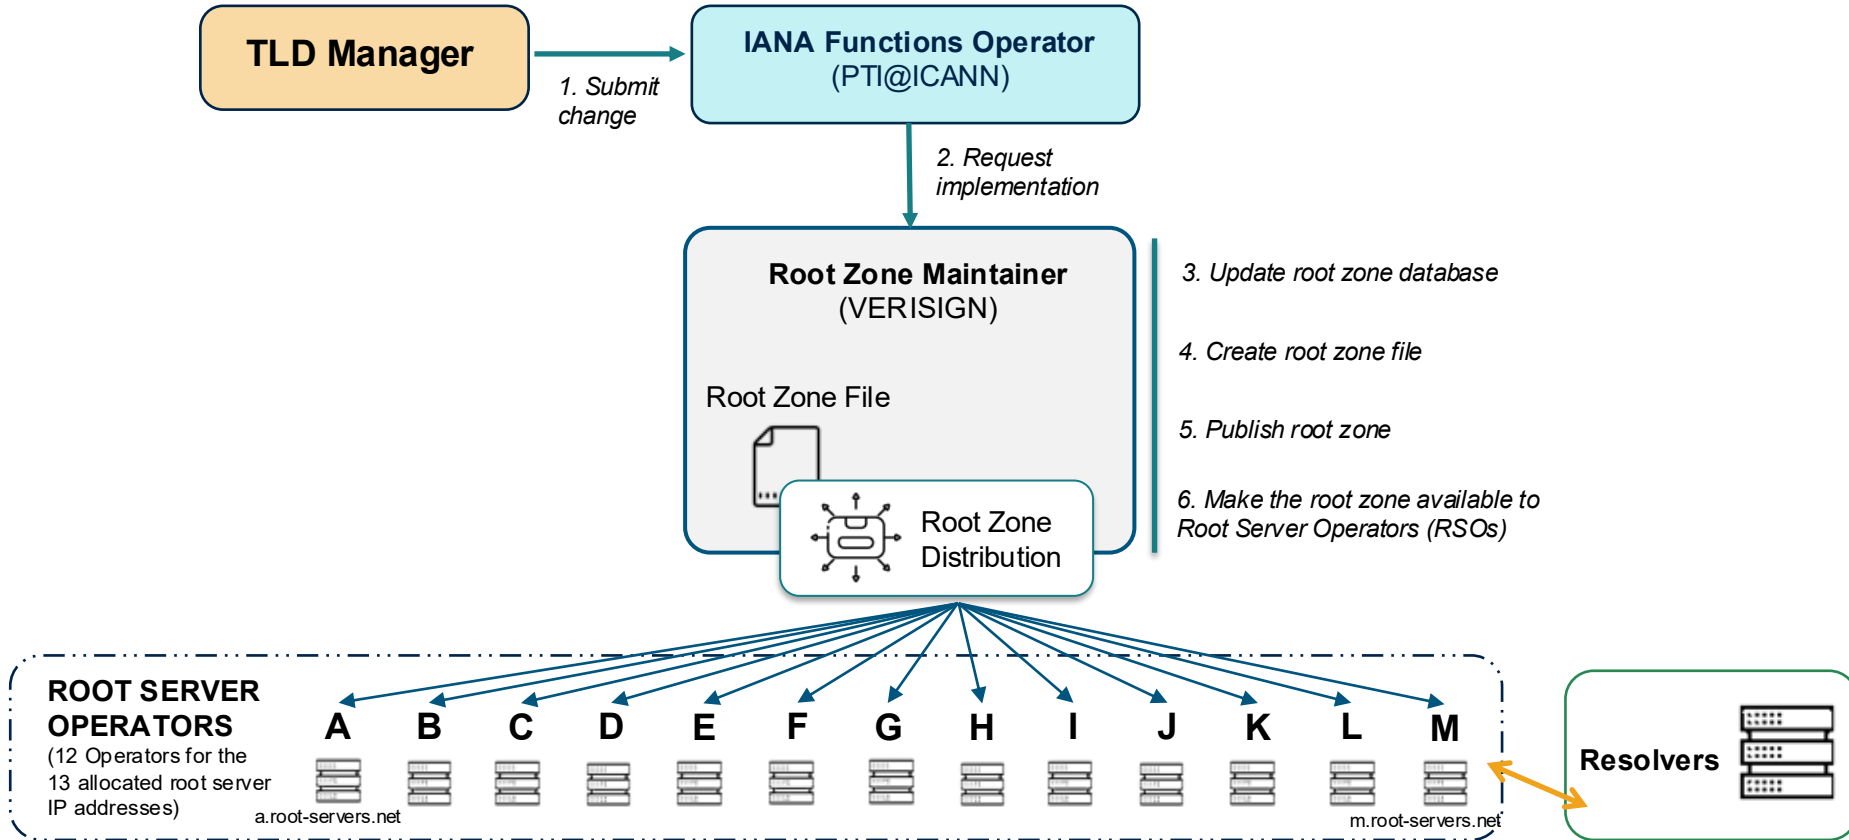 TLD Manager
1. Submit
change
IANA Functions Operator
(PTI@ICANN)
2. Request
implementation
Root Zone Maintainer
(VERISIGN)
Root Zone File
Root Zone
Distribution
3. Update root zone database
4. Create root zone file
5. Publish root zone
6. Make the root zone available to
Root Server Operators (RSOs)
ROOT SERVER
OPERATORS
(12 Operators for the
13 allocated root server
IP addresses)
A B C D E F G H I J K L M
a.root-servers.net
m.root-servers.net
Resolvers